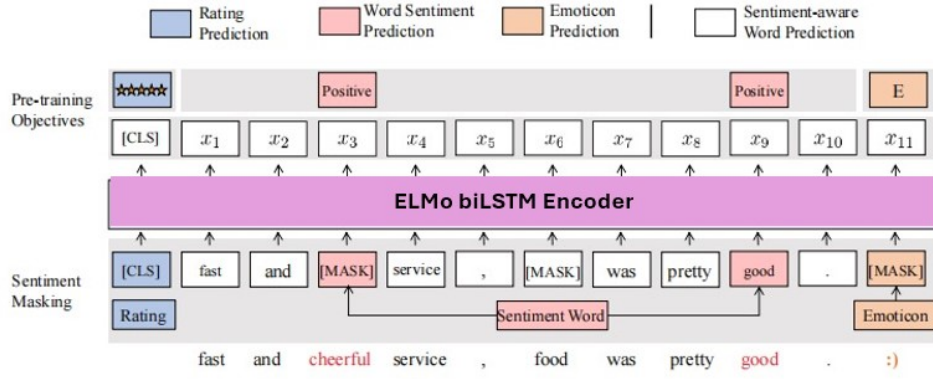 Rating Prediction
Word Sentiment Prediction
Emoticon Prediction
Sentiment-aware Word Prediction
Pre-training Objectives
Positive Positive E
[CLS] x1 x2 x3 x4 x5 x6 x7 x8 x9 x10 x11
ELMo biLSTM Encoder
Sentiment Masking
[CLS] fast and [MASK] service , [MASK] was pretty good . [MASK]
Rating Sentiment Word Emoticon
fast and cheerful service , food was pretty good . :)